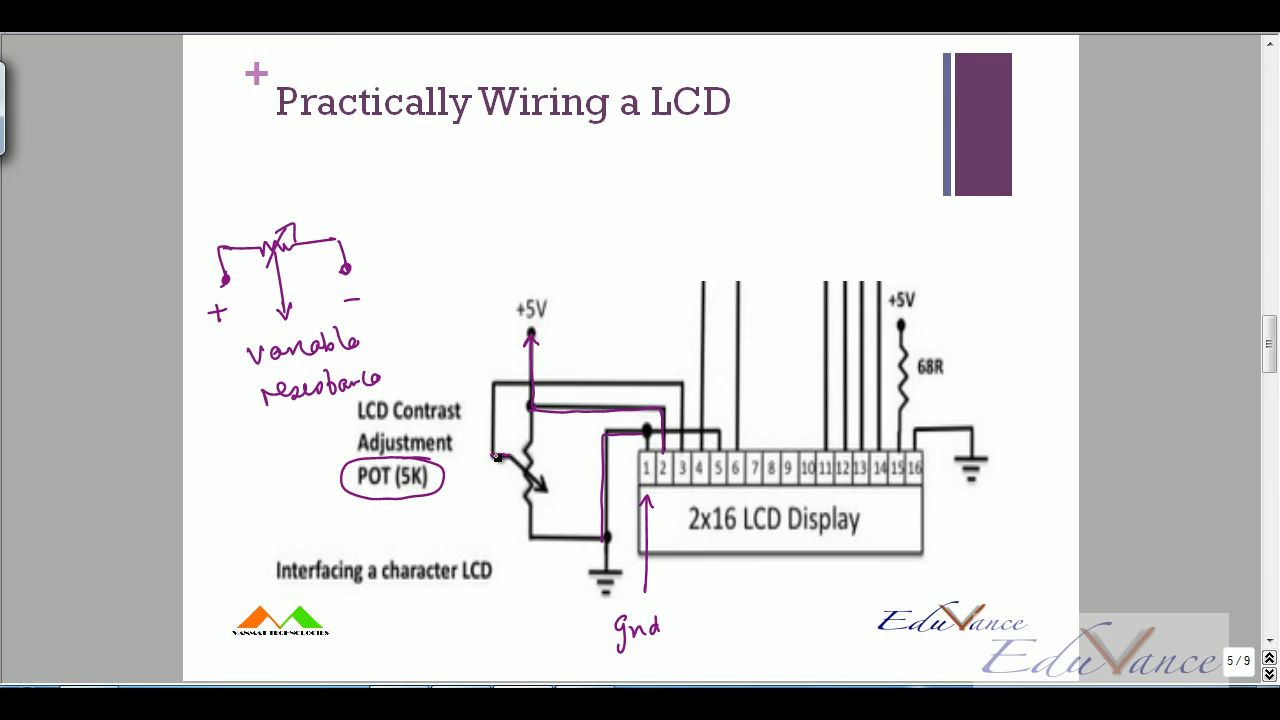 +
Practically Wiring a LCD
+
−
Variable
resistance
+5V
+5V
68R
LCD Contrast
Adjustment
POT (5K)
1 2 3 4 5 6 7 8 9 10 11 12 13 14 15 16
2x16 LCD Display
Interfacing a character LCD
VANMAT TECHNOLOGIES
gnd
EduVance
EduVance
5/9